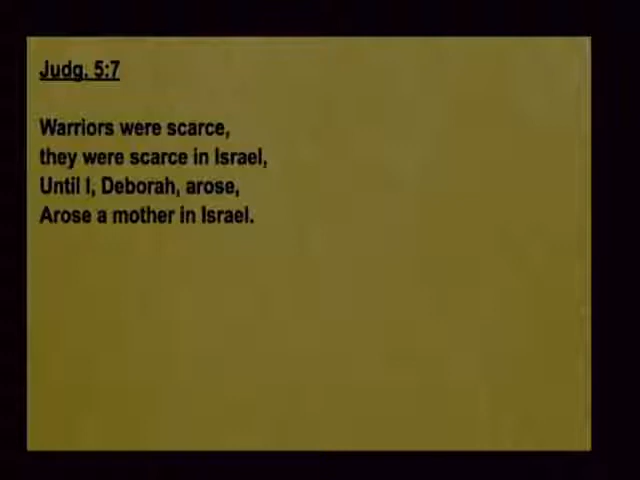 Judg. 5:7
Warriors were scarce,
they were scarce in Israel,
Until I, Deborah, arose,
Arose a mother in Israel.